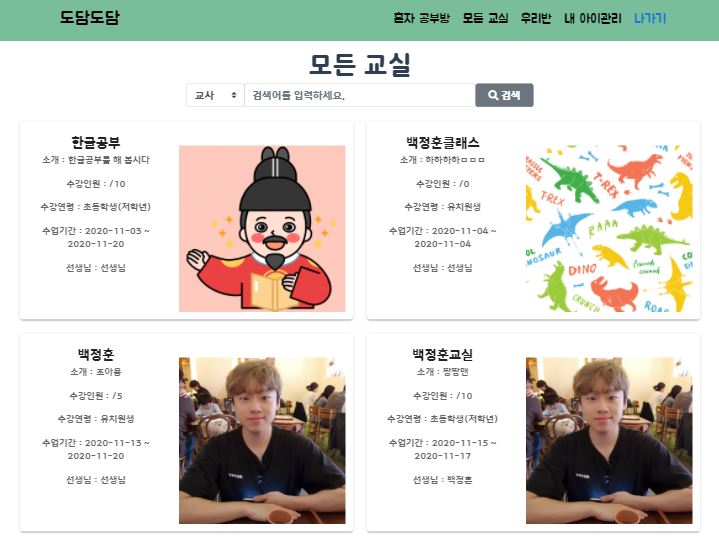 도담도담
혼자 공부방 모든 교실 우리반 내 아이관리 나가기
모든 교실
교사 검색어를 입력하세요. 검색
한글공부
소개 : 한글공부를 해 봅시다
수강인원 : /10
수강연령 : 초등학생(저학년)
수업기간 : 2020-11-03 ~
2020-11-20
선생님 : 선생님
백정훈클래스
소개 : 하하하하ㅁㅁㅁ
수강인원 : /0
수강연령 : 유치원생
수업기간 : 2020-11-04 ~
2020-11-04
선생님 : 선생님
T-REX
T-REX
RAAA
DINO
CRUNCH
ROAR
백정훈
소개 : 조아용
수강인원 : /5
수강연령 : 유치원생
수업기간 : 2020-11-13 ~
2020-11-20
선생님 : 선생님
백정훈교실
소개 : 짱짱맨
수강인원 : /10
수강연령 : 초등학생(저학년)
수업기간 : 2020-11-15 ~
2020-11-17
선생님 : 백정훈